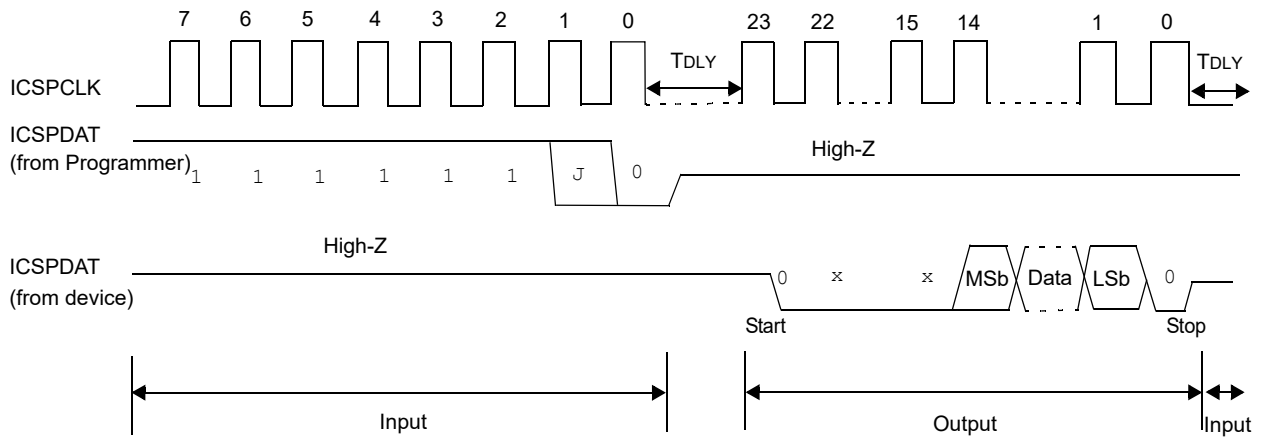 7 6 5 4 3 2 1 0 23 22 15 14 1 0
TDLY TDLY
ICSPCLK
ICSPDAT
(from Programmer)
High-Z
1 1 1 1 1 1 J 0
High-Z
ICSPDAT
(from device)
0 x x MSb Data LSb 0
Start Stop
Input Output Input